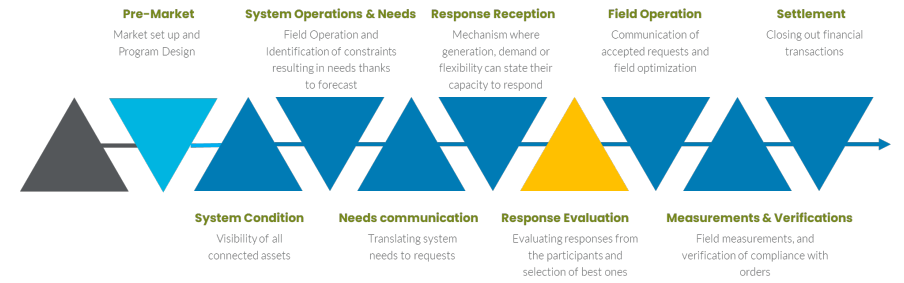 Pre-Market
Market set up and
Program Design
System Operations & Needs
Field Operation and
Identification of constraints
resulting in needs thanks
to forecast
Response Reception
Mechanism where
generation, demand or
flexibility can state their
capacity to respond
Field Operation
Communication of
accepted requests and
field optimization
Settlement
Closing out financial
transactions
System Condition
Visibility of all
connected assets
Needs communication
Translating system
needs to requests
Response Evaluation
Evaluating responses from
the participants and
selection of best ones
Measurements & Verifications
Field measurements, and
verification of compliance with
orders